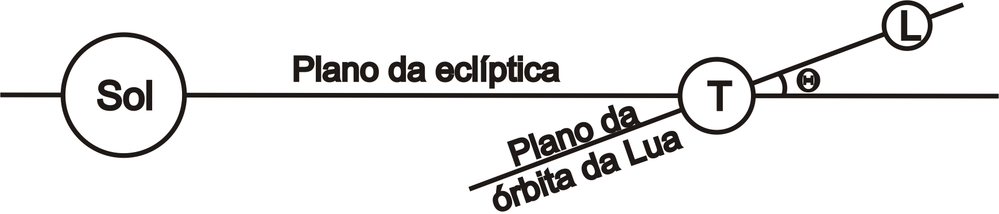 Sol
Plano da eclíptica
T
L
Θ
Plano da
órbita da Lua